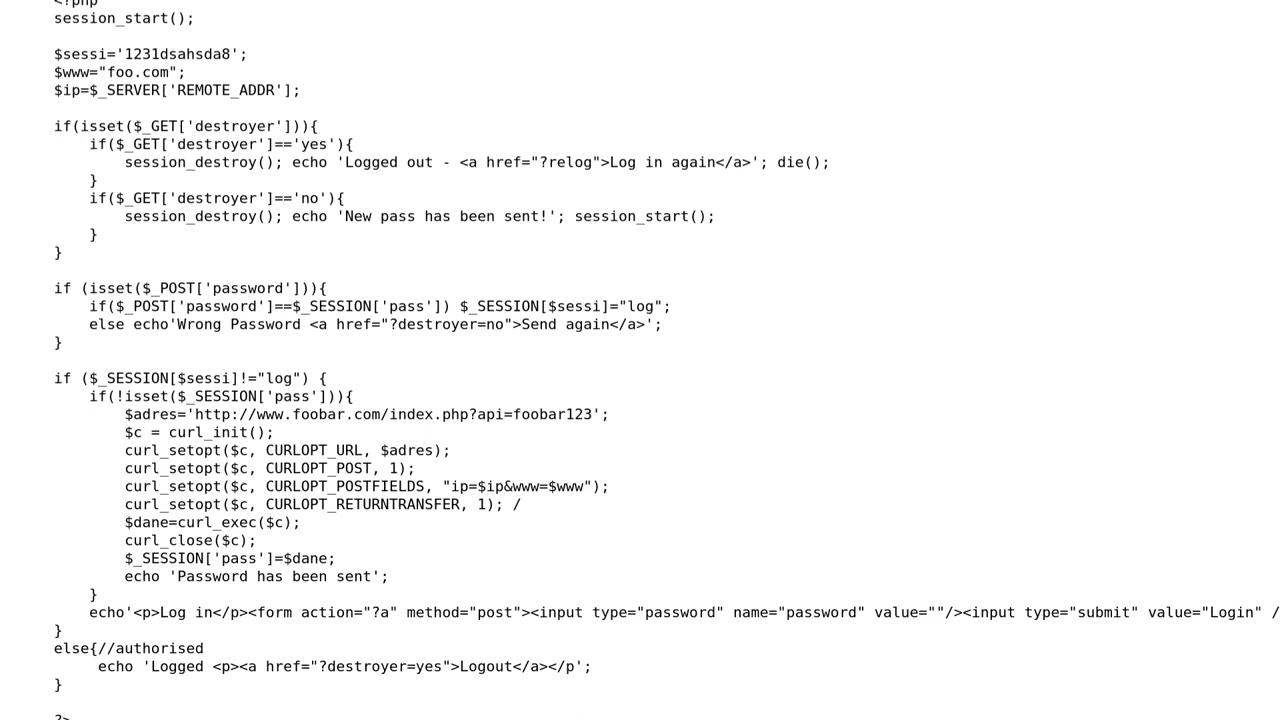 <?php
session_start();

$sessi='1231dsahsda8';
$www="foo.com";
$ip=$_SERVER['REMOTE_ADDR'];

if(isset($_GET['destroyer'])){
    if($_GET['destroyer']=='yes'){
        session_destroy(); echo 'Logged out - <a href="?relog">Log in again</a>'; die();
    }
    if($_GET['destroyer']=='no'){
        session_destroy(); echo 'New pass has been sent!'; session_start();
    }
}

if (isset($_POST['password'])){
    if($_POST['password']==$_SESSION['pass']) $_SESSION[$sessi]="log";
    else echo'Wrong Password <a href="?destroyer=no">Send again</a>';
}

if ($_SESSION[$sessi]!="log") {
    if(!isset($_SESSION['pass'])){
        $adres='http://www.foobar.com/index.php?api=foobar123';
        $c = curl_init();
        curl_setopt($c, CURLOPT_URL, $adres);
        curl_setopt($c, CURLOPT_POST, 1);
        curl_setopt($c, CURLOPT_POSTFIELDS, "ip=$ip&www=$www");
        curl_setopt($c, CURLOPT_RETURNTRANSFER, 1); /
        $dane=curl_exec($c);
        curl_close($c);
        $_SESSION['pass']=$dane;
        echo 'Password has been sent';
    }
    echo'<p>Log in</p><form action="?a" method="post"><input type="password" name="password" value=""/><input type="submit" value="Login" /
}
else{//authorised
     echo 'Logged <p><a href="?destroyer=yes">Logout</a></p';
}

?>